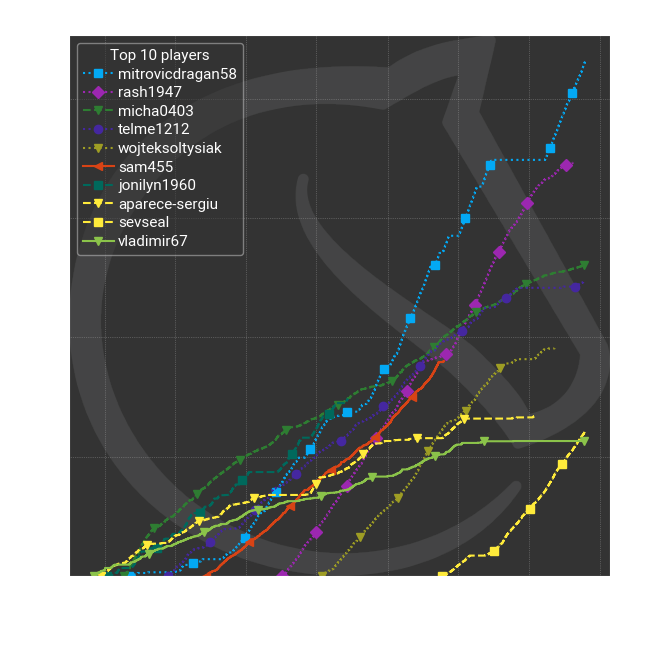 Top 10 players
mitrovicdragan58
rash1947
micha0403
telme1212
wojteksoltysiak
sam455
jonilyn1960
aparece-sergiu
sevseal
vladimir67